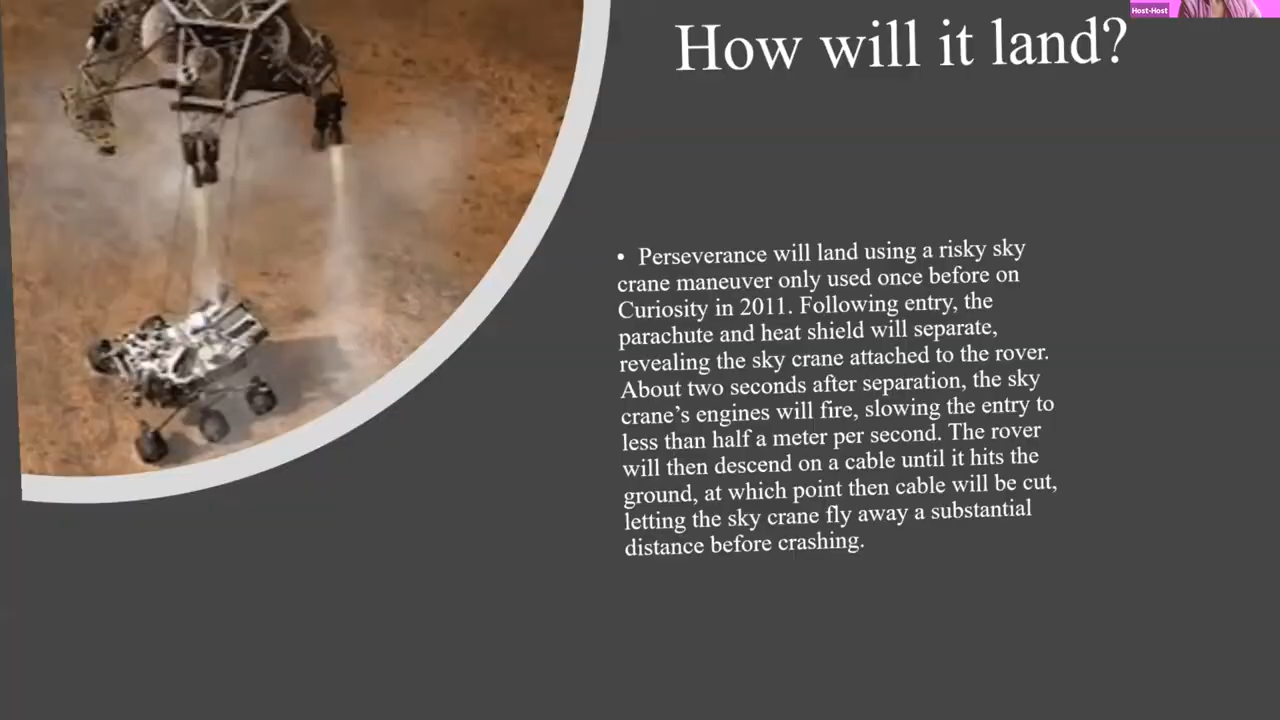 Host-Host
How will it land?
• Perseverance will land using a risky sky
crane maneuver only used once before on
Curiosity in 2011. Following entry, the
parachute and heat shield will separate,
revealing the sky crane attached to the rover.
About two seconds after separation, the sky
crane’s engines will fire, slowing the entry to
less than half a meter per second. The rover
will then descend on a cable until it hits the
ground, at which point then cable will be cut,
letting the sky crane fly away a substantial
distance before crashing.